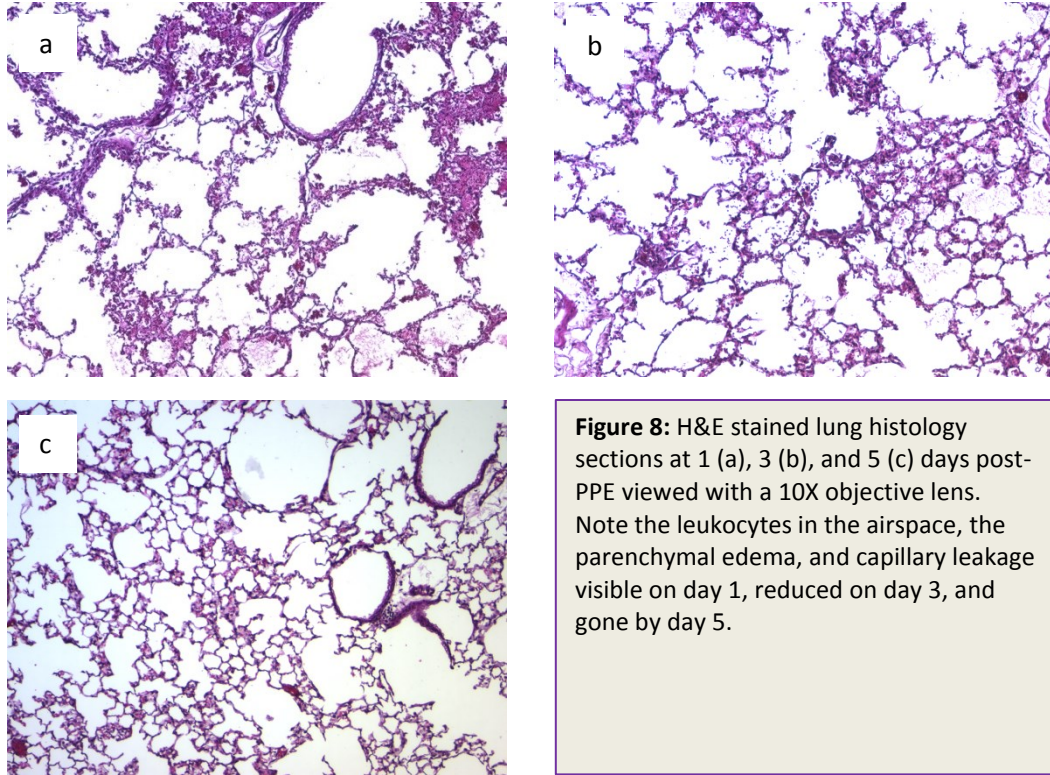 a
b
c
Figure 8: H&E stained lung histology
sections at 1 (a), 3 (b), and 5 (c) days post-
PPE viewed with a 10X objective lens.
Note the leukocytes in the airspace, the
parenchymal edema, and capillary leakage
visible on day 1, reduced on day 3, and
gone by day 5.